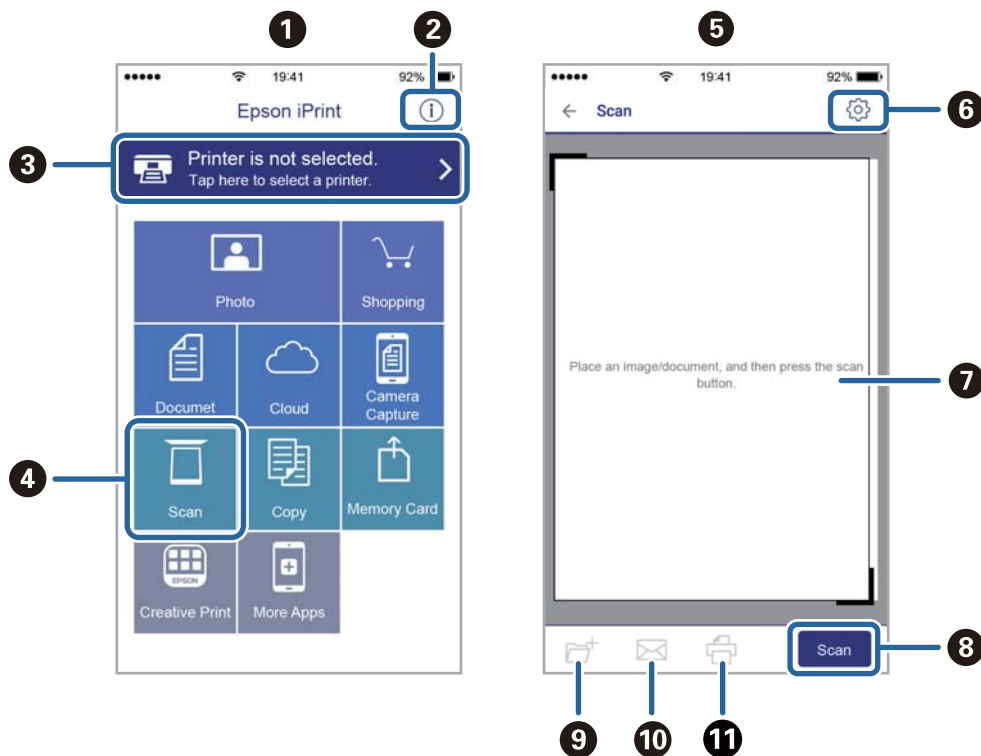 1
2
5
19:41
92%
19:41
92%
Epson iPrint
i
Scan
6
3
Printer is not selected.
Tap here to select a printer.
Photo
Shopping
Place an image/document, and then press the scan
button.
7
Documet
Cloud
Camera
Capture
4
Scan
Copy
Memory Card
EPSON
Creative Print
More Apps
Scan
8
9
10
11